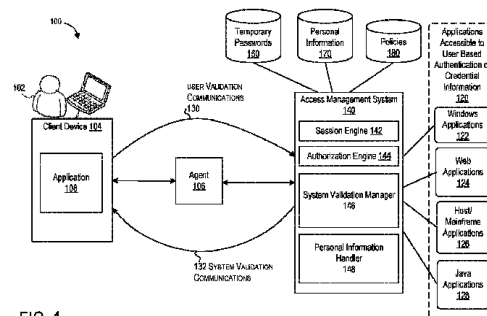 100
102
Client Device 104
Application
108
USER VALIDATION
COMMUNICATIONS
130
Agent
106
132 SYSTEM VALIDATION
COMMUNICATIONS
Temporary
Passwords
150
Personal
Information
170
Policies
180
Access Management System
140
Session Engine 142
Authorization Engine 144
System Validation Manager
146
Personal Information
Handler
148
Applications
Accessible to
User Based
Authentication o
Credential
Information
120
Windows
Applications
122
Web
Applications
124
Host/
Mainframe
Applications
126
Java
Applications
128
FIG. 1